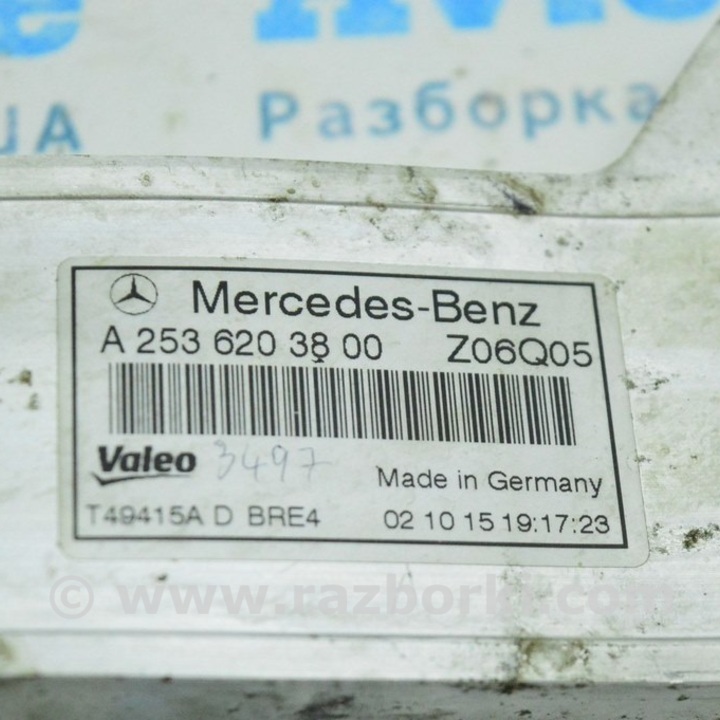 UA Разборка
Mercedes-Benz
A 253 620 38 00 Z06Q05
Valeo 3497
Made in Germany
T49415A D BRE4 02 10 15 19:17:23
© www.razborki.com